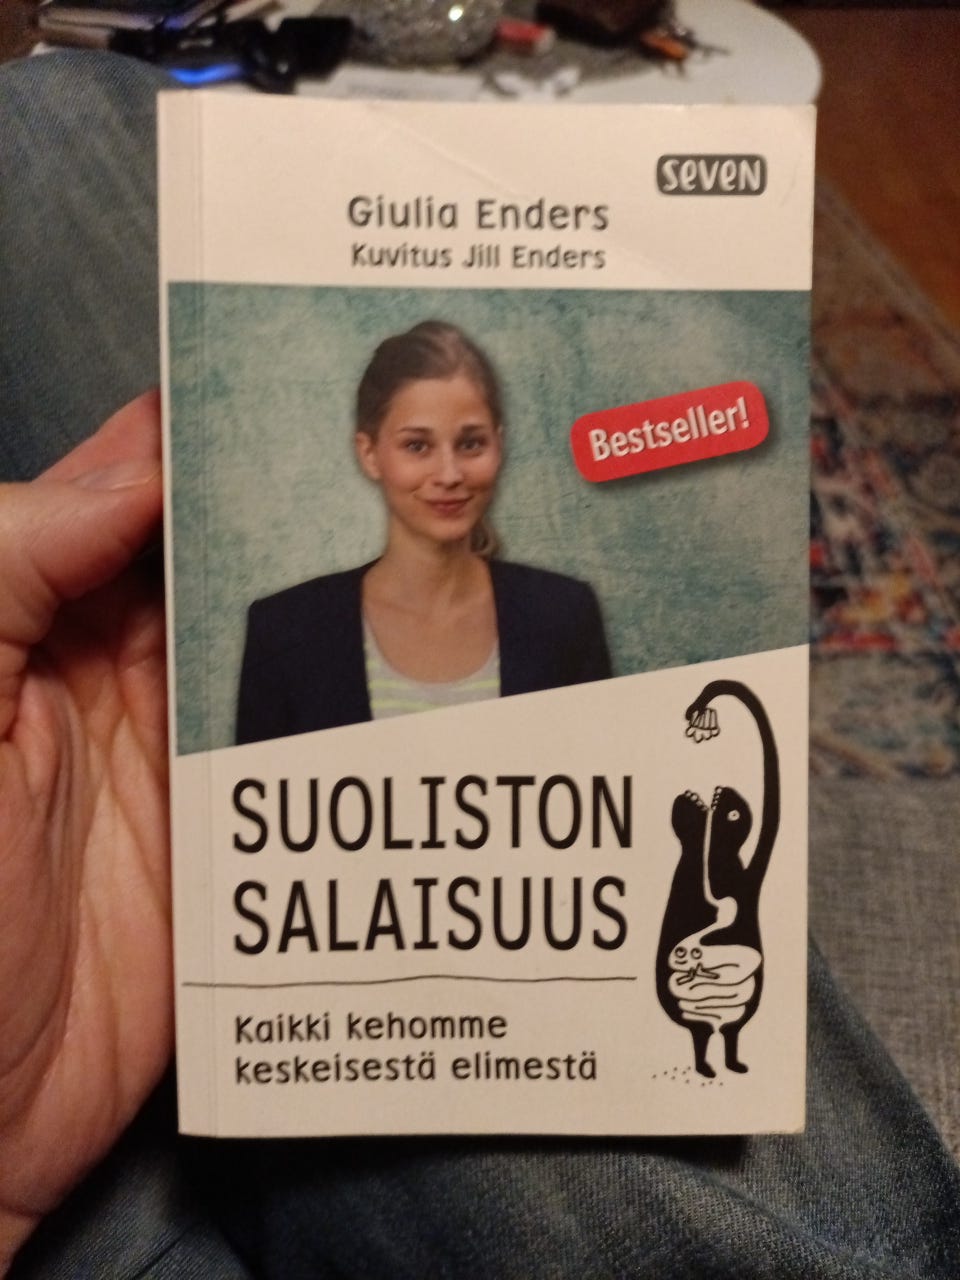 seven
Giulia Enders
Kuvitus Jill Enders
Bestseller!
SUOLISTON
SALAISUUS
Kaikki kehomme
keskeisestä elimestä